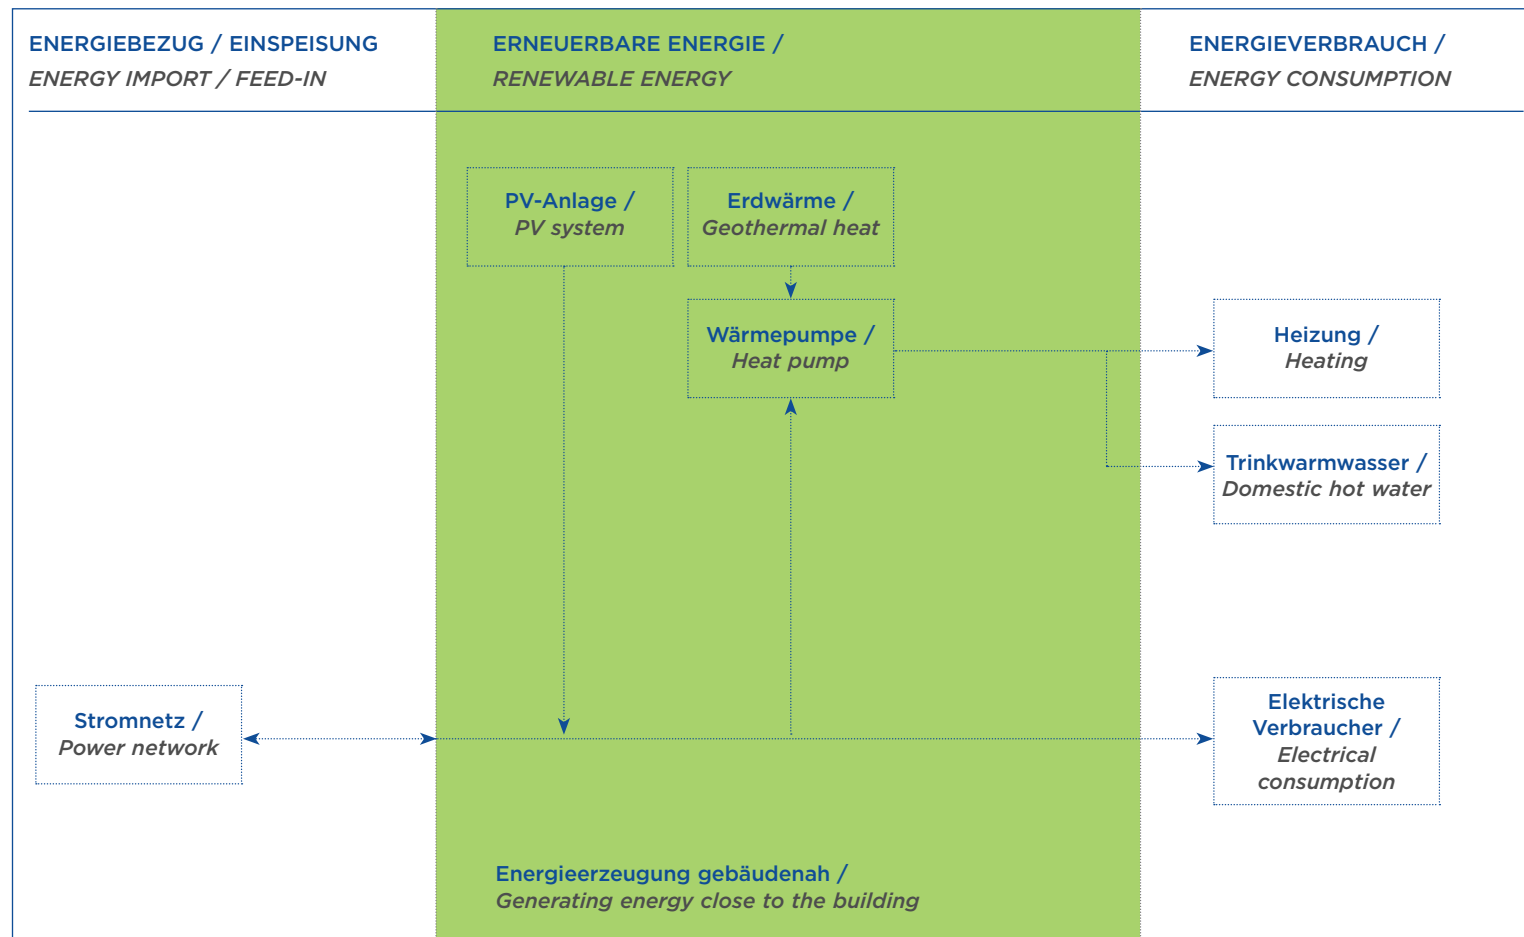 ENERGIEBEZUG / EINSPEISUNG
ENERGY IMPORT / FEED-IN
ERNEUERBARE ENERGIE /
RENEWABLE ENERGY
ENERGIEVERBRAUCH /
ENERGY CONSUMPTION
PV-Anlage /
PV system
Erdwärme /
Geothermal heat
Wärmepumpe /
Heat pump
Heizung /
Heating
Trinkwarmwasser /
Domestic hot water
Stromnetz /
Power network
Elektrische
Verbraucher /
Electrical
consumption
Energieerzeugung gebäudenah /
Generating energy close to the building